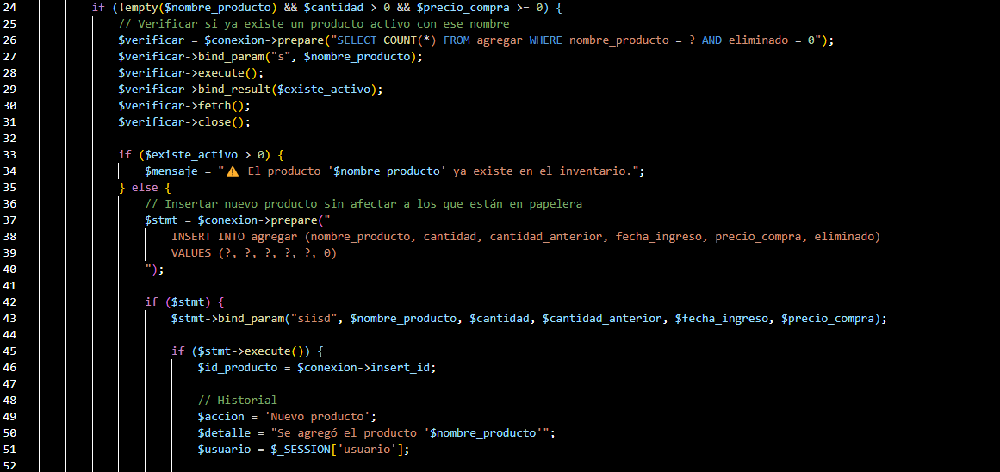 24 if (!empty($nombre_producto) && $cantidad > 0 && $precio_compra >= 0) {
25 // Verificar si ya existe un producto activo con ese nombre
26 $verificar = $conexion->prepare("SELECT COUNT(*) FROM agregar WHERE nombre_producto = ? AND eliminado = 0");
27 $verificar->bind_param("s", $nombre_producto);
28 $verificar->execute();
29 $verificar->bind_result($existe_activo);
30 $verificar->fetch();
31 $verificar->close();
32
33 if ($existe_activo > 0) {
34 $mensaje = "⚠️ El producto '$nombre_producto' ya existe en el inventario.";
35 } else {
36 // Insertar nuevo producto sin afectar a los que están en papelera
37 $stmt = $conexion->prepare("
38 INSERT INTO agregar (nombre_producto, cantidad, cantidad_anterior, fecha_ingreso, precio_compra, eliminado)
39 VALUES (?, ?, ?, ?, ?, 0)
40 ");
41
42 if ($stmt) {
43 $stmt->bind_param("siisd", $nombre_producto, $cantidad, $cantidad_anterior, $fecha_ingreso, $precio_compra);
44
45 if ($stmt->execute()) {
46 $id_producto = $conexion->insert_id;
47
48 // Historial
49 $accion = 'Nuevo producto';
50 $detalle = "Se agregó el producto '$nombre_producto'";
51 $usuario = $_SESSION['usuario'];
52